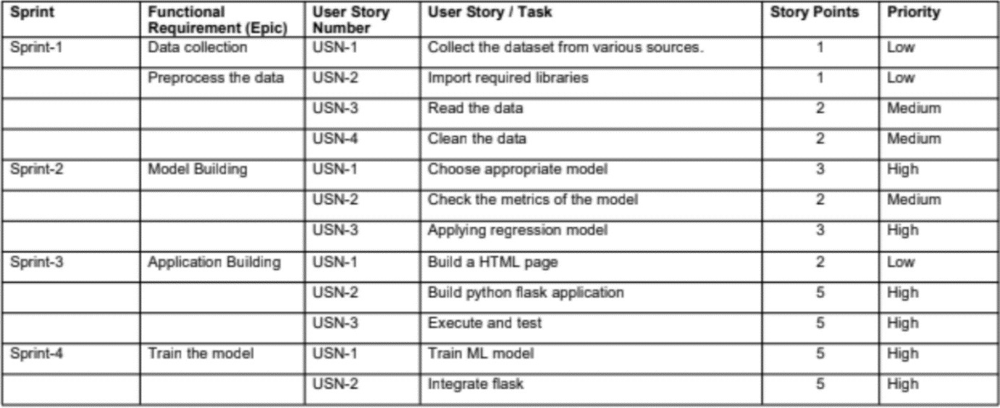 Sprint Functional Requirement (Epic) User Story Number User Story / Task Story Points Priority
Sprint-1 Data collection USN-1 Collect the dataset from various sources. 1 Low
Preprocess the data USN-2 Import required libraries 1 Low
USN-3 Read the data 2 Medium
USN-4 Clean the data 2 Medium
Sprint-2 Model Building USN-1 Choose appropriate model 3 High
USN-2 Check the metrics of the model 2 Medium
USN-3 Applying regression model 3 High
Sprint-3 Application Building USN-1 Build a HTML page 2 Low
USN-2 Build python flask application 5 High
USN-3 Execute and test 5 High
Sprint-4 Train the model USN-1 Train ML model 5 High
USN-2 Integrate flask 5 High